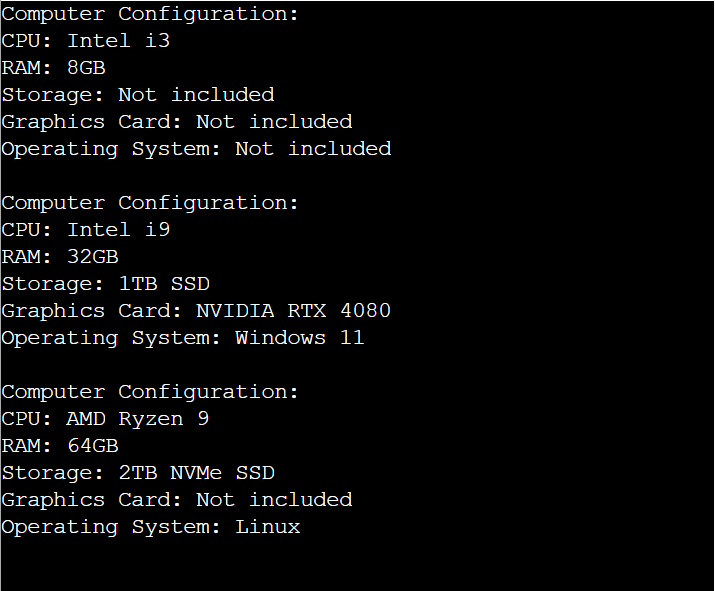 Computer Configuration:
CPU: Intel i3
RAM: 8GB
Storage: Not included
Graphics Card: Not included
Operating System: Not included
Computer Configuration:
CPU: Intel i9
RAM: 32GB
Storage: 1TB SSD
Graphics Card: NVIDIA RTX 4080
Operating System: Windows 11
Computer Configuration:
CPU: AMD Ryzen 9
RAM: 64GB
Storage: 2TB NVMe SSD
Graphics Card: Not included
Operating System: Linux